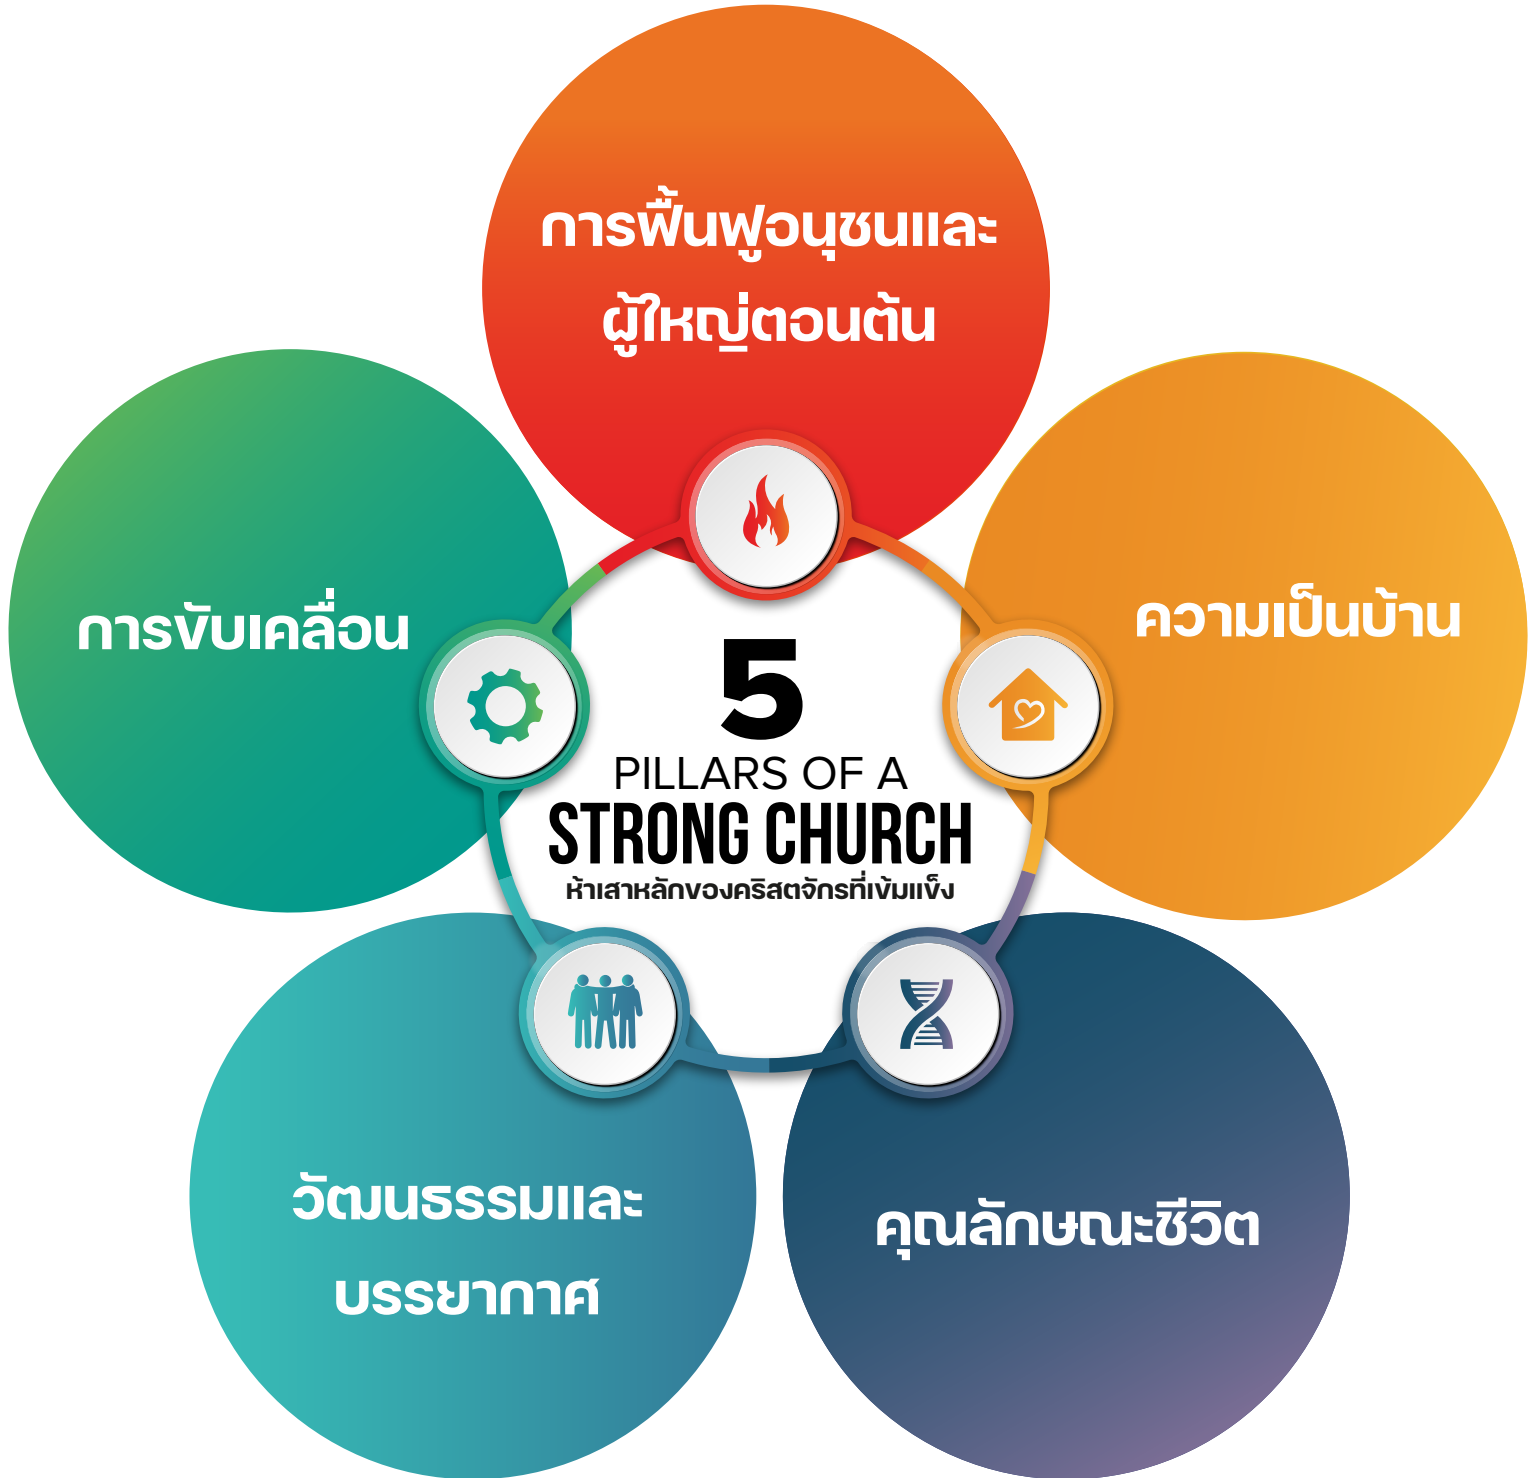 การฟื้นฟูอนุชนและ
ผู้ใหญ่ตอนต้น
ความเป็นบ้าน
การขับเคลื่อน
5
PILLARS OF A
STRONG CHURCH
ห้าเสาหลักของคริสตจักรที่เข้มแข็ง
วัฒนธรรมและ
บรรยากาศ
คุณลักษณะชีวิต